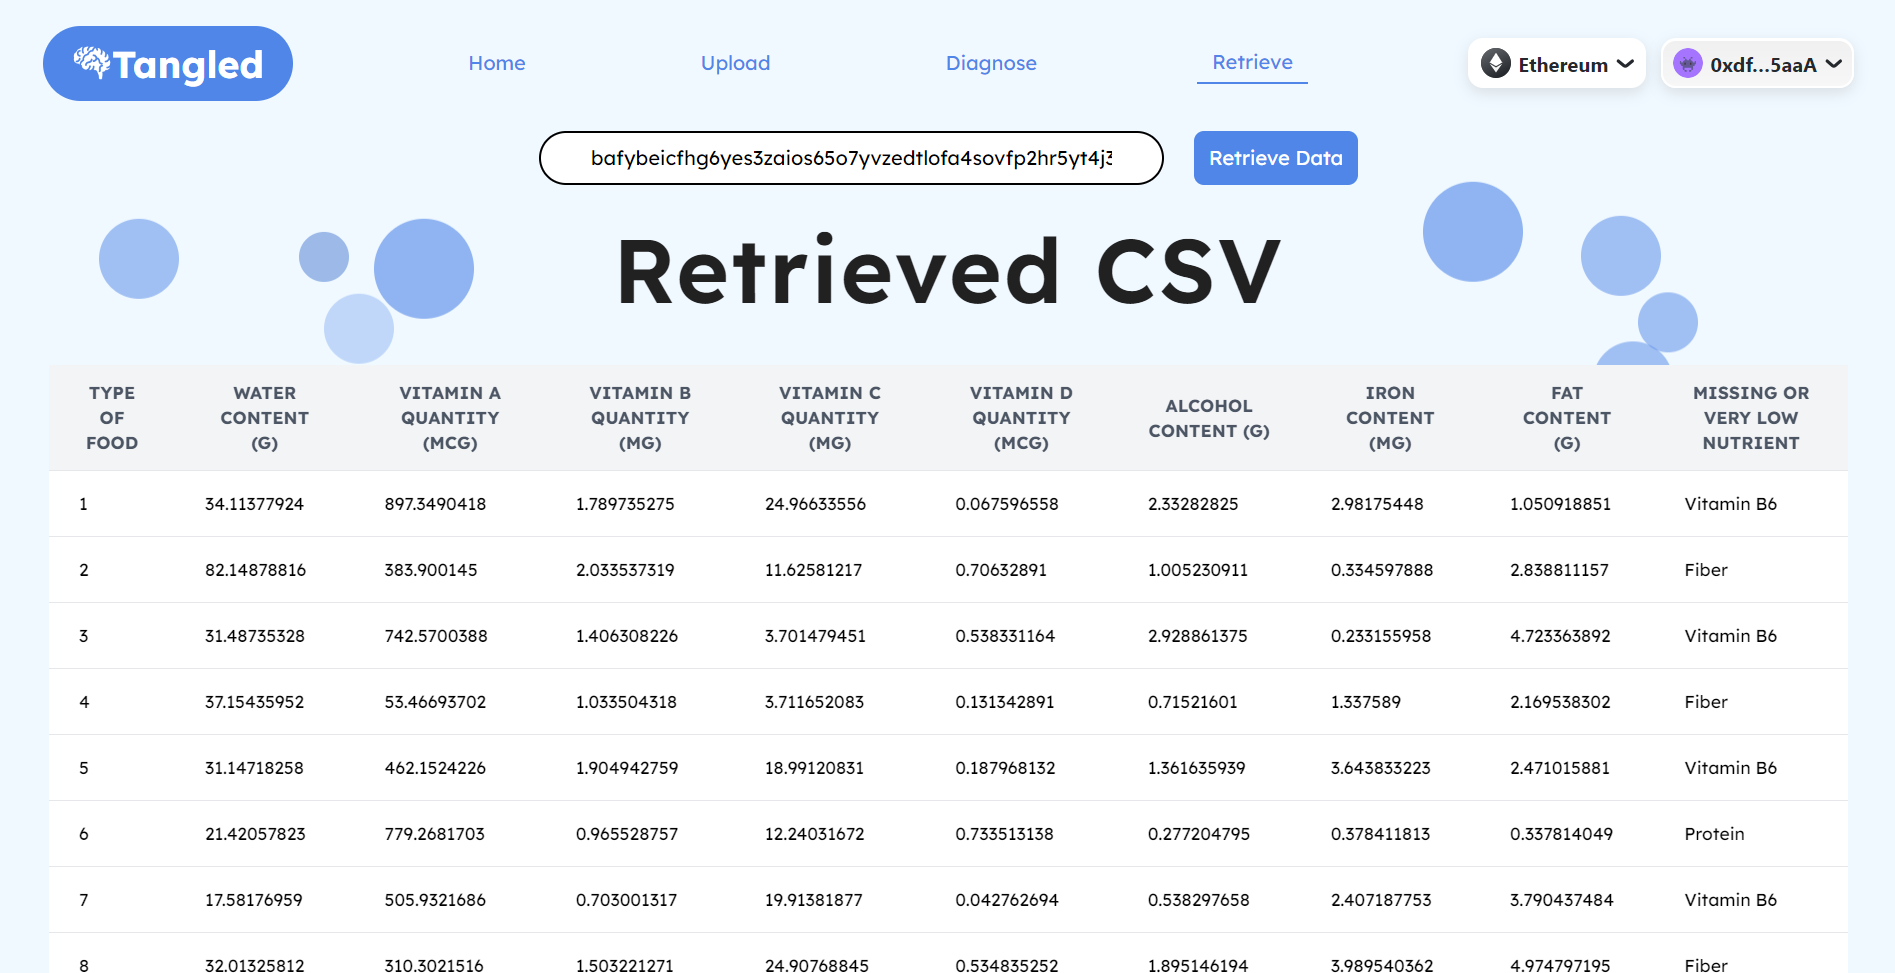 Tangled
Home Upload Diagnose Retrieve
Ethereum
0xdf...5aaA
bafybeicfhg6yes3zaios65o7yvzedtlofa4sovfp2hr5yt4j3
Retrieve Data
Retrieved CSV
TYPE OF FOOD WATER CONTENT (G) VITAMIN A QUANTITY (MCG) VITAMIN B QUANTITY (MG) VITAMIN C QUANTITY (MG) VITAMIN D QUANTITY (MCG) ALCOHOL CONTENT (G) IRON CONTENT (MG) FAT CONTENT (G) MISSING OR VERY LOW NUTRIENT
1 34.11377924 897.3490418 1.789735275 24.96633556 0.067596558 2.33282825 2.98175448 1.050918851 Vitamin B6
2 82.14878816 383.900145 2.033537319 11.62581217 0.70632891 1.005230911 0.334597888 2.838811157 Fiber
3 31.48735328 742.5700388 1.406308226 3.701479451 0.538331164 2.928861375 0.233155958 4.723363892 Vitamin B6
4 37.15435952 53.46693702 1.033504318 3.711652083 0.131342891 0.71521601 1.337589 2.169538302 Fiber
5 31.14718258 462.1524226 1.904942759 18.99120831 0.187968132 1.361635939 3.643833223 2.471015881 Vitamin B6
6 21.42057823 779.2681703 0.965528757 12.24031672 0.733513138 0.277204795 0.378411813 0.337814049 Protein
7 17.58176959 505.9321686 0.703001317 19.91381877 0.042762694 0.538297658 2.407187753 3.790437484 Vitamin B6
8 32.01325812 310.3021516 1.503221271 24.90768845 0.534835252 1.895146194 3.989540362 4.974797195 Fiber